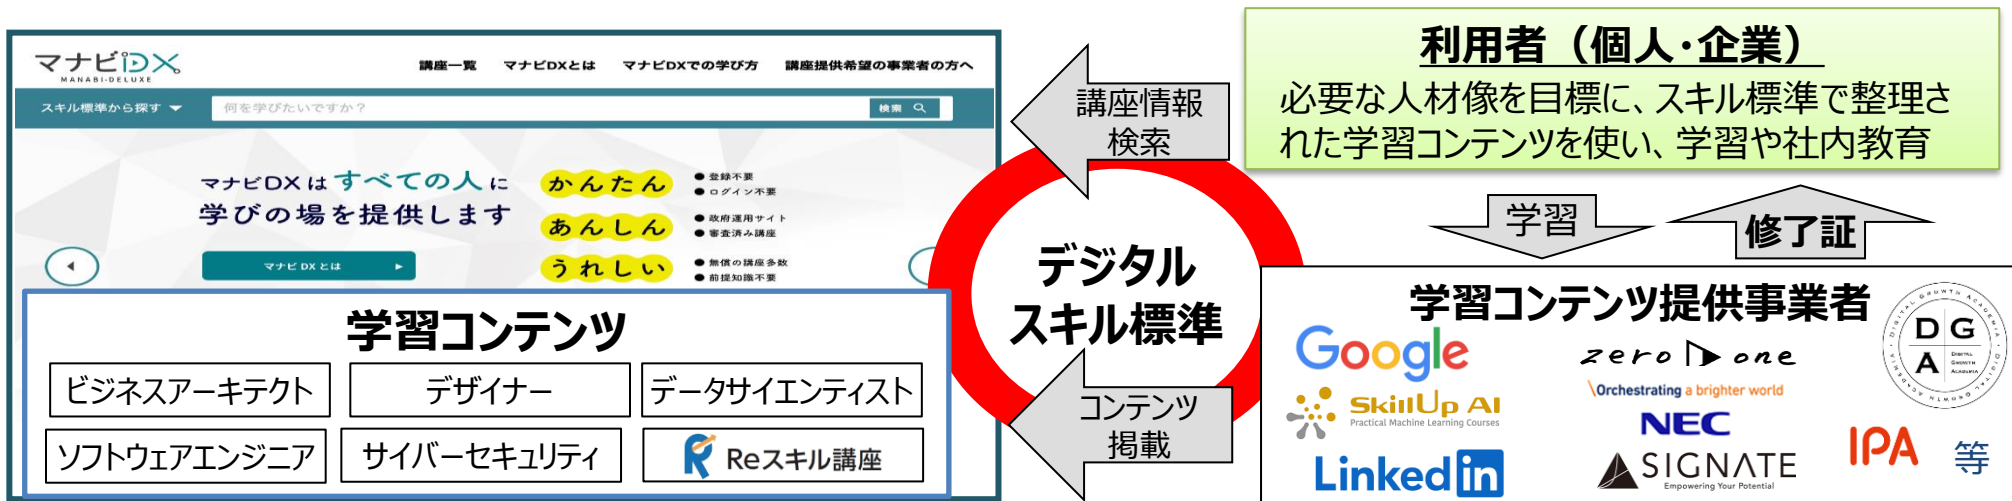 マナビDX
MANABI-DELUXE
講座一覧 マナビDXとは マナビDXでの学び方 講座提供希望の事業者の方へ
スキル標準から探す
何を学びたいですか?
検索
マナビDXはすべての人に
学びの場を提供します
マナビDXとは
かんたん
● 登録不要
● ログイン不要
あんしん
● 政府運用サイト
● 審査済み講座
うれしい
● 無償の講座多数
● 前提知識不要
学習コンテンツ
ビジネスアーキテクト
デザイナー
データサイエンティスト
ソフトウェアエンジニア
サイバーセキュリティ
Reスキル講座
講座情報
検索
デジタル
スキル標準
コンテンツ
掲載
利用者(個人・企業)
必要な人材像を目標に、スキル標準で整理さ
れた学習コンテンツを使い、学習や社内教育
学習
修了証
学習コンテンツ提供事業者
Google
zero one
DIGITAL GROWTH ACADEMIA
DG
A
DIGITAL
GROWTH
ACADEMIA
SkillUp AI
Practical Machine Learning Courses
\Orchestrating a brighter world
NEC
LinkedIn
SIGNATE
Empowering Your Potential
IPA
等